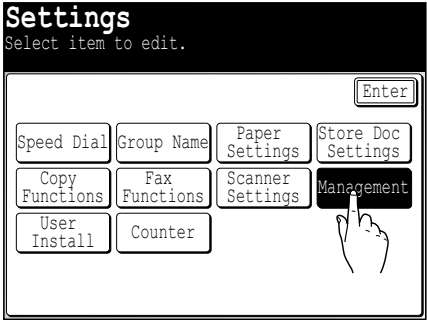 Settings
Select item to edit.
Enter
Speed Dial
Group Name
Paper
Settings
Store Doc
Settings
Copy
Functions
Fax
Functions
Scanner
Settings
Management
User
Install
Counter